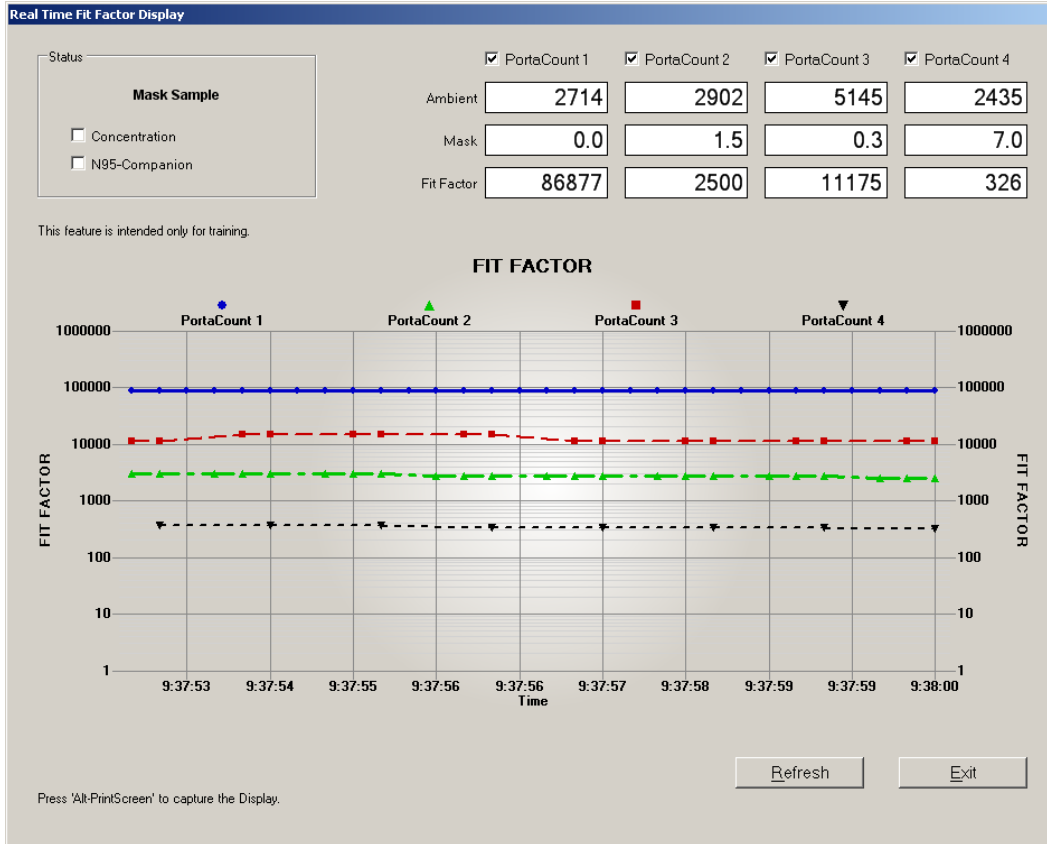 Real Time Fit Factor Display
Status
Mask Sample
Concentration
N95-Companion
PortaCount 1 PortaCount 2 PortaCount 3 PortaCount 4
Ambient 2714 2902 5145 2435
Mask 0.0 1.5 0.3 7.0
Fit Factor 86877 2500 11175 326
This feature is intended only for training.
FIT FACTOR
PortaCount 1 PortaCount 2 PortaCount 3 PortaCount 4
1000000 1000000
100000 100000
10000 10000
1000 1000
100 100
10 10
1 1
FIT FACTOR
FIT FACTOR
9:37:53 9:37:54 9:37:55 9:37:56 9:37:56 9:37:57 9:37:58 9:37:59 9:37:59 9:38:00
Time
Refresh Exit
Press 'Alt-PrintScreen' to capture the Display.